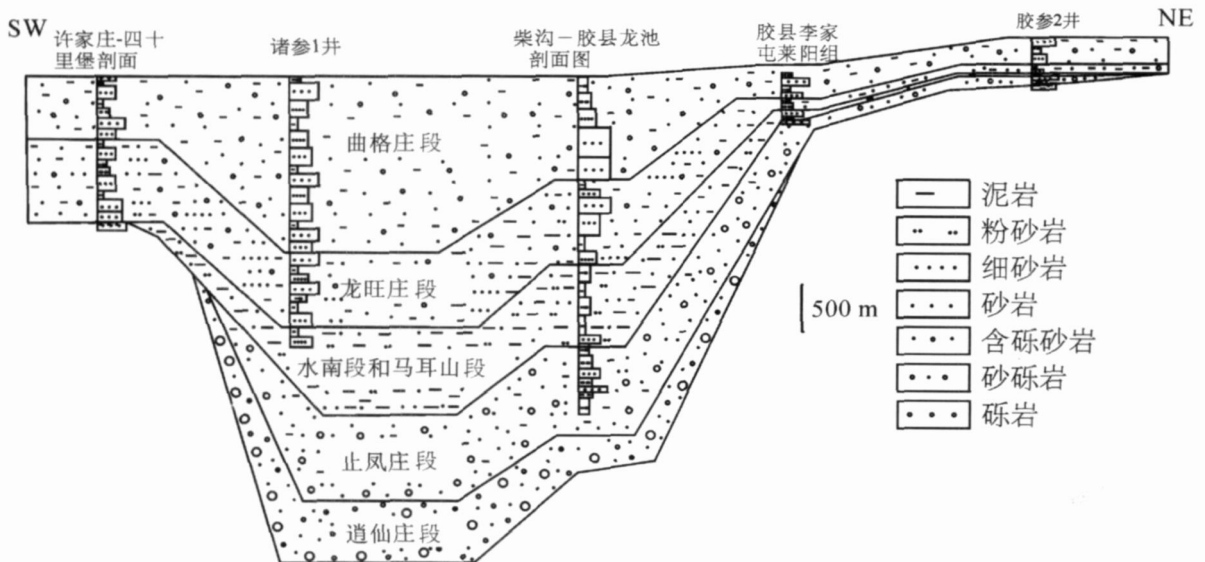 SW
NE
许家庄-四十
里堡剖面
诸参1井
柴沟-胶县龙池
剖面图
胶县李家
屯莱阳组
胶参2井
曲格庄段
龙旺庄段
水南段和马耳山段
止凤庄段
逍仙庄段
500 m
泥岩
粉砂岩
细砂岩
砂岩
含砾砂岩
砂砾岩
砾岩